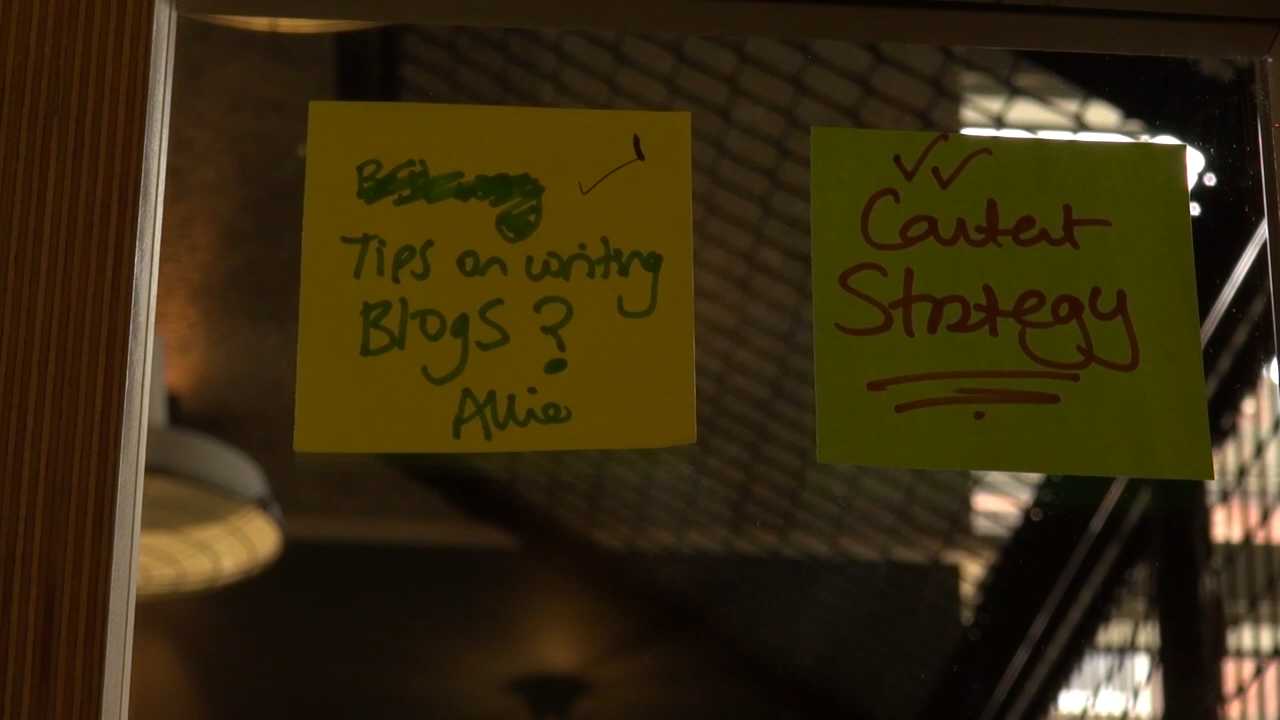 Tips on writing
Blogs?
Allie
Content
Strategy